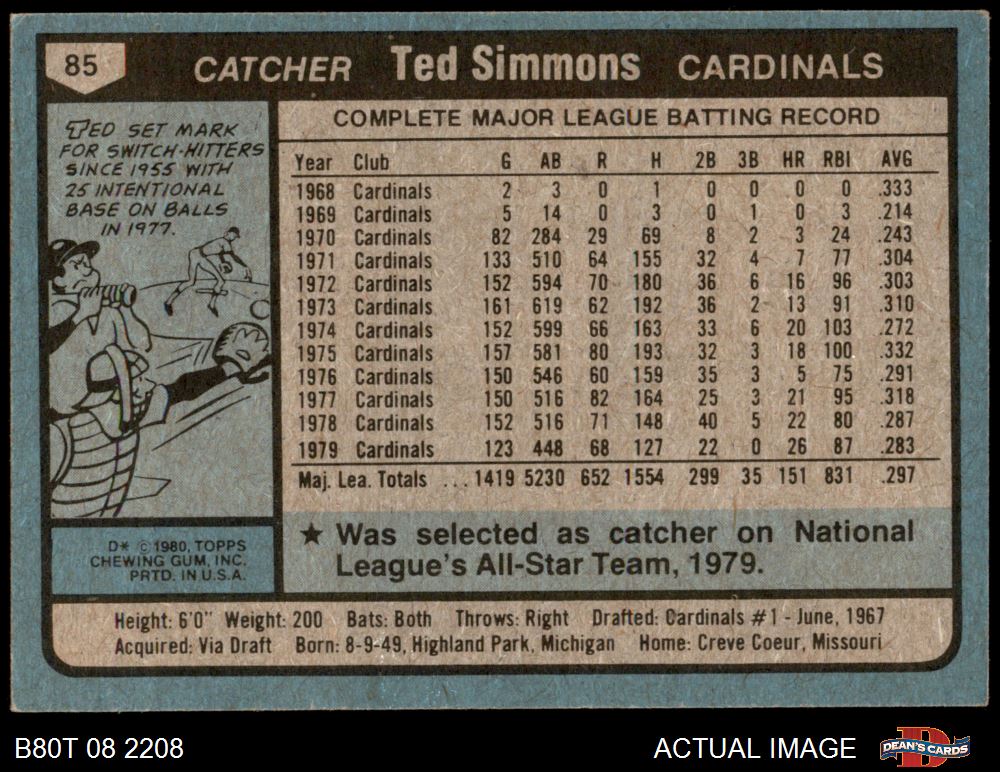 85 CATCHER Ted Simmons CARDINALS
TED SET MARK
FOR SWITCH-HITTERS
SINCE 1955 WITH
25 INTENTIONAL
BASE ON BALLS
IN 1977.
COMPLETE MAJOR LEAGUE BATTING RECORD
Year Club G AB R H 2B 3B HR RBI AVG
1968 Cardinals 2 3 0 1 0 0 0 0 .333
1969 Cardinals 5 14 0 3 0 1 0 3 .214
1970 Cardinals 82 284 29 69 8 2 3 24 .243
1971 Cardinals 133 510 64 155 32 4 7 77 .304
1972 Cardinals 152 594 70 180 36 6 16 96 .303
1973 Cardinals 161 619 62 192 36 2 13 91 .310
1974 Cardinals 152 599 66 163 33 6 20 103 .272
1975 Cardinals 157 581 80 193 32 3 18 100 .332
1976 Cardinals 150 546 60 159 35 3 5 75 .291
1977 Cardinals 150 516 82 164 25 3 21 95 .318
1978 Cardinals 152 516 71 148 40 5 22 80 .287
1979 Cardinals 123 448 68 127 22 0 26 87 .283
Maj. Lea. Totals ... 1419 5230 652 1554 299 35 151 831 .297
★ Was selected as catcher on National
League's All-Star Team, 1979.
D* © 1980, TOPPS
CHEWING GUM, INC.
PRTD. IN U.S.A.
Height: 6'0" Weight: 200 Bats: Both Throws: Right Drafted: Cardinals #1 - June, 1967
Acquired: Via Draft Born: 8-9-49, Highland Park, Michigan Home: Creve Coeur, Missouri
B80T 08 2208 ACTUAL IMAGE DEAN'S CARDS